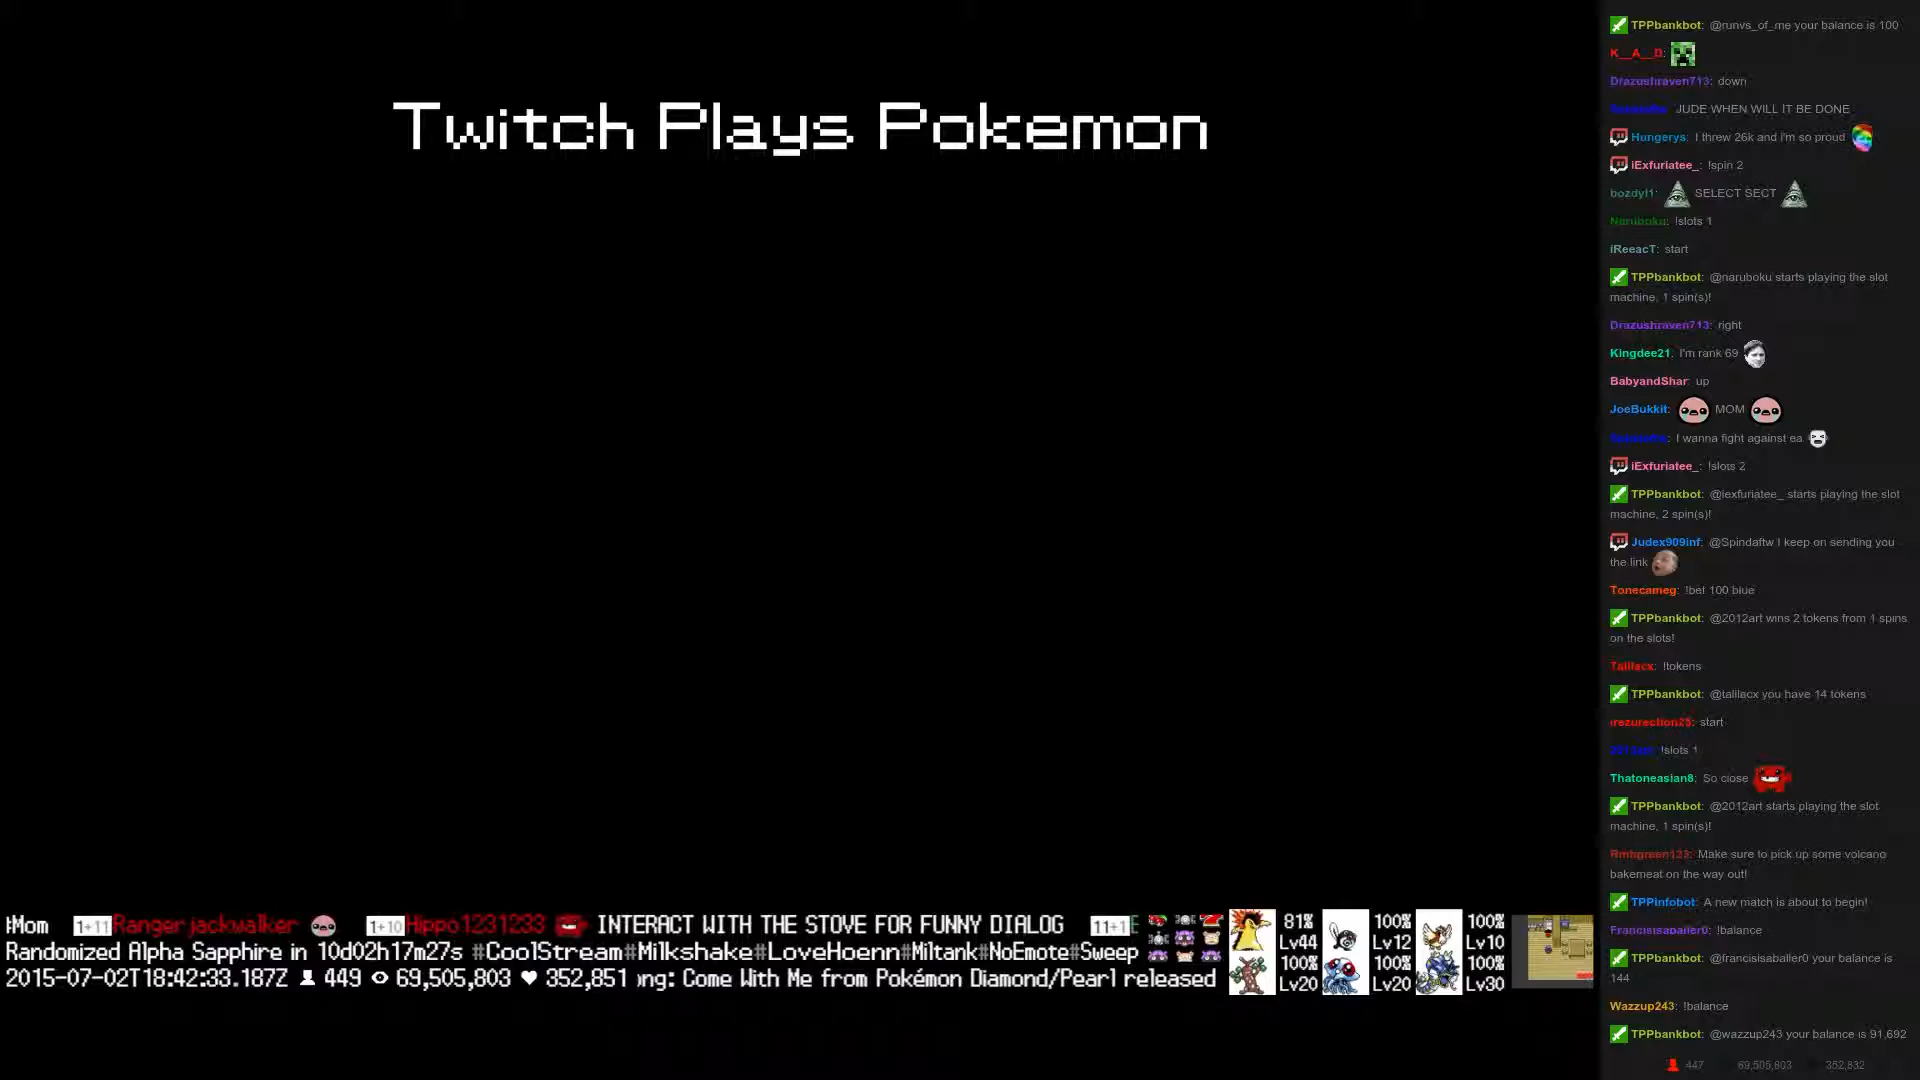 Twitch Plays Pokemon
TPPbankbot: @runvs_of_me your balance is 100
K__A__D:
Drazushraven713: down
JUDE WHEN WILL IT BE DONE
Hungerys: I threw 26k and i'm so proud
iExfuriatee_: !spin 2
bozdyl1: SELECT SECT
Naruboku: !slots 1
iReeacT: start
TPPbankbot: @naruboku starts playing the slot
machine, 1 spin(s)!
Drazushraven713: right
Kingdee21: I'm rank 69
BabyandShar: up
JoeBukkit: MOM
I wanna fight against ea
iExfuriatee_: !slots 2
TPPbankbot: @iexfuriatee_ starts playing the slot
machine, 2 spin(s)!
Judex909inf: @Spindaftw I keep on sending you
the link
Tonecameg: !bet 100 blue
TPPbankbot: @2012art wins 2 tokens from 1 spins
on the slots!
Talilacx: !tokens
TPPbankbot: @talilacx you have 14 tokens
irezurection25: start
2012art: !slots 1
Thatoneasian8: So close
TPPbankbot: @2012art starts playing the slot
machine, 1 spin(s)!
Make sure to pick up some volcano
bakemeat on the way out!
TPPinfobot: A new match is about to begin!
Francisisaballer0: !balance
TPPbankbot: @francisisaballer0 your balance is
144
Wazzup243: !balance
TPPbankbot: @wazzup243 your balance is 91,692
447 69,505,803 352,832
Mom 1+11 Rangerjackwalker 1+10 Hippo1231233 INTERACT WITH THE STOVE FOR FUNNY DIALOG 11+1
Randomized Alpha Sapphire in 10d02h17m27s #CoolStream#Milkshake#LoveHoenn#Miltank#NoEmote#Sweep
2015-07-02T18:42:33.187Z 449 69,505,803 352,851 ong: Come With Me from Pokémon Diamond/Pearl released
81% 100% 100%
Lv44 Lv12 Lv10
100% 100% 100%
Lv20 Lv20 Lv30